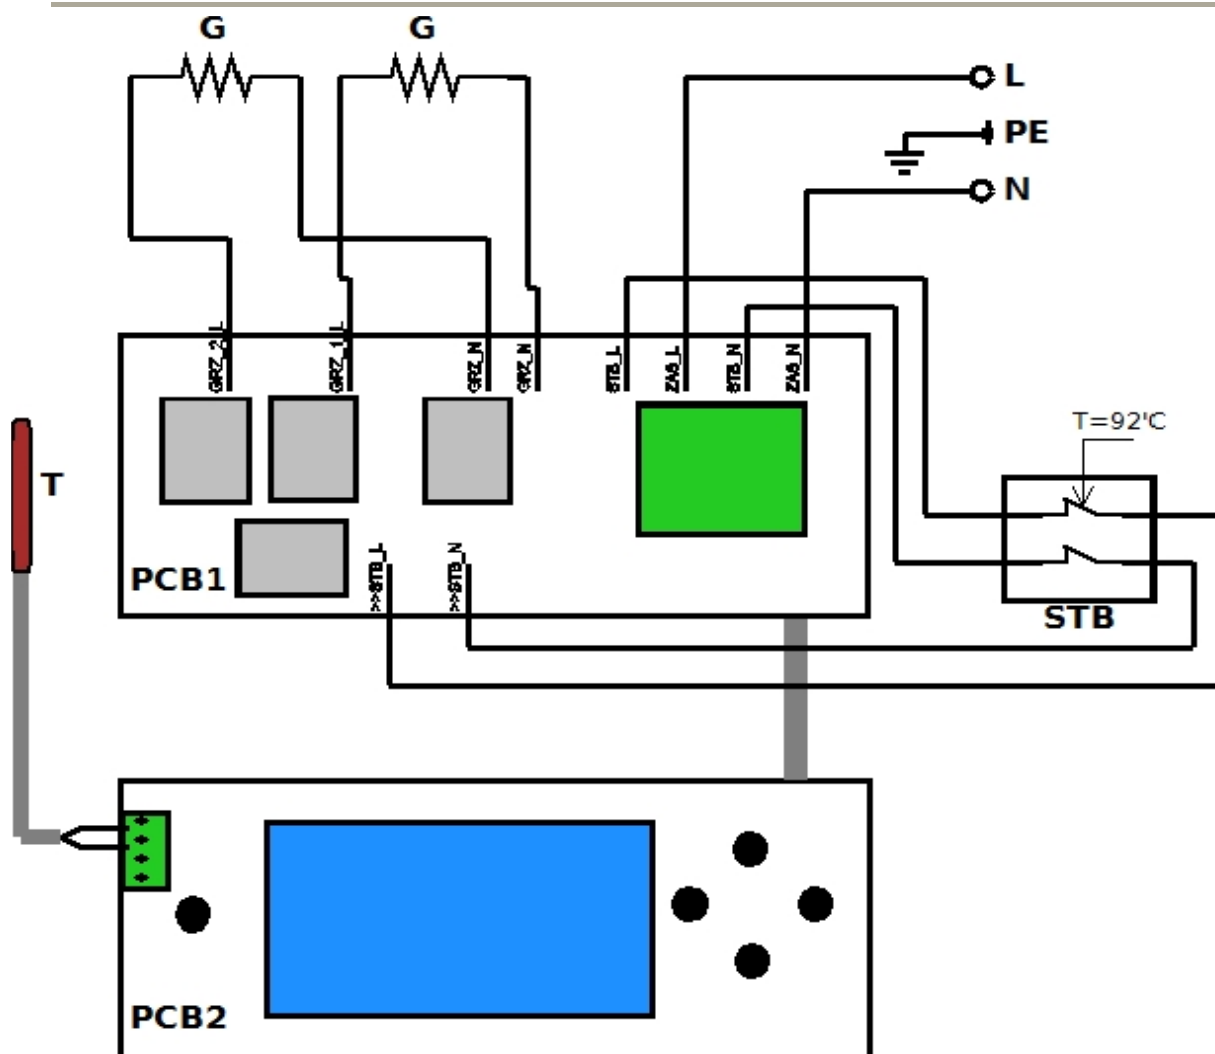 G G
L
PE
N
GRZ_2_L GRZ_1_L GRZ_N GRZ_N STB_L ZAS_L STB_N ZAS_N
T=92'C
T
>>STB_L >>STB_N
PCB1
STB
PCB2